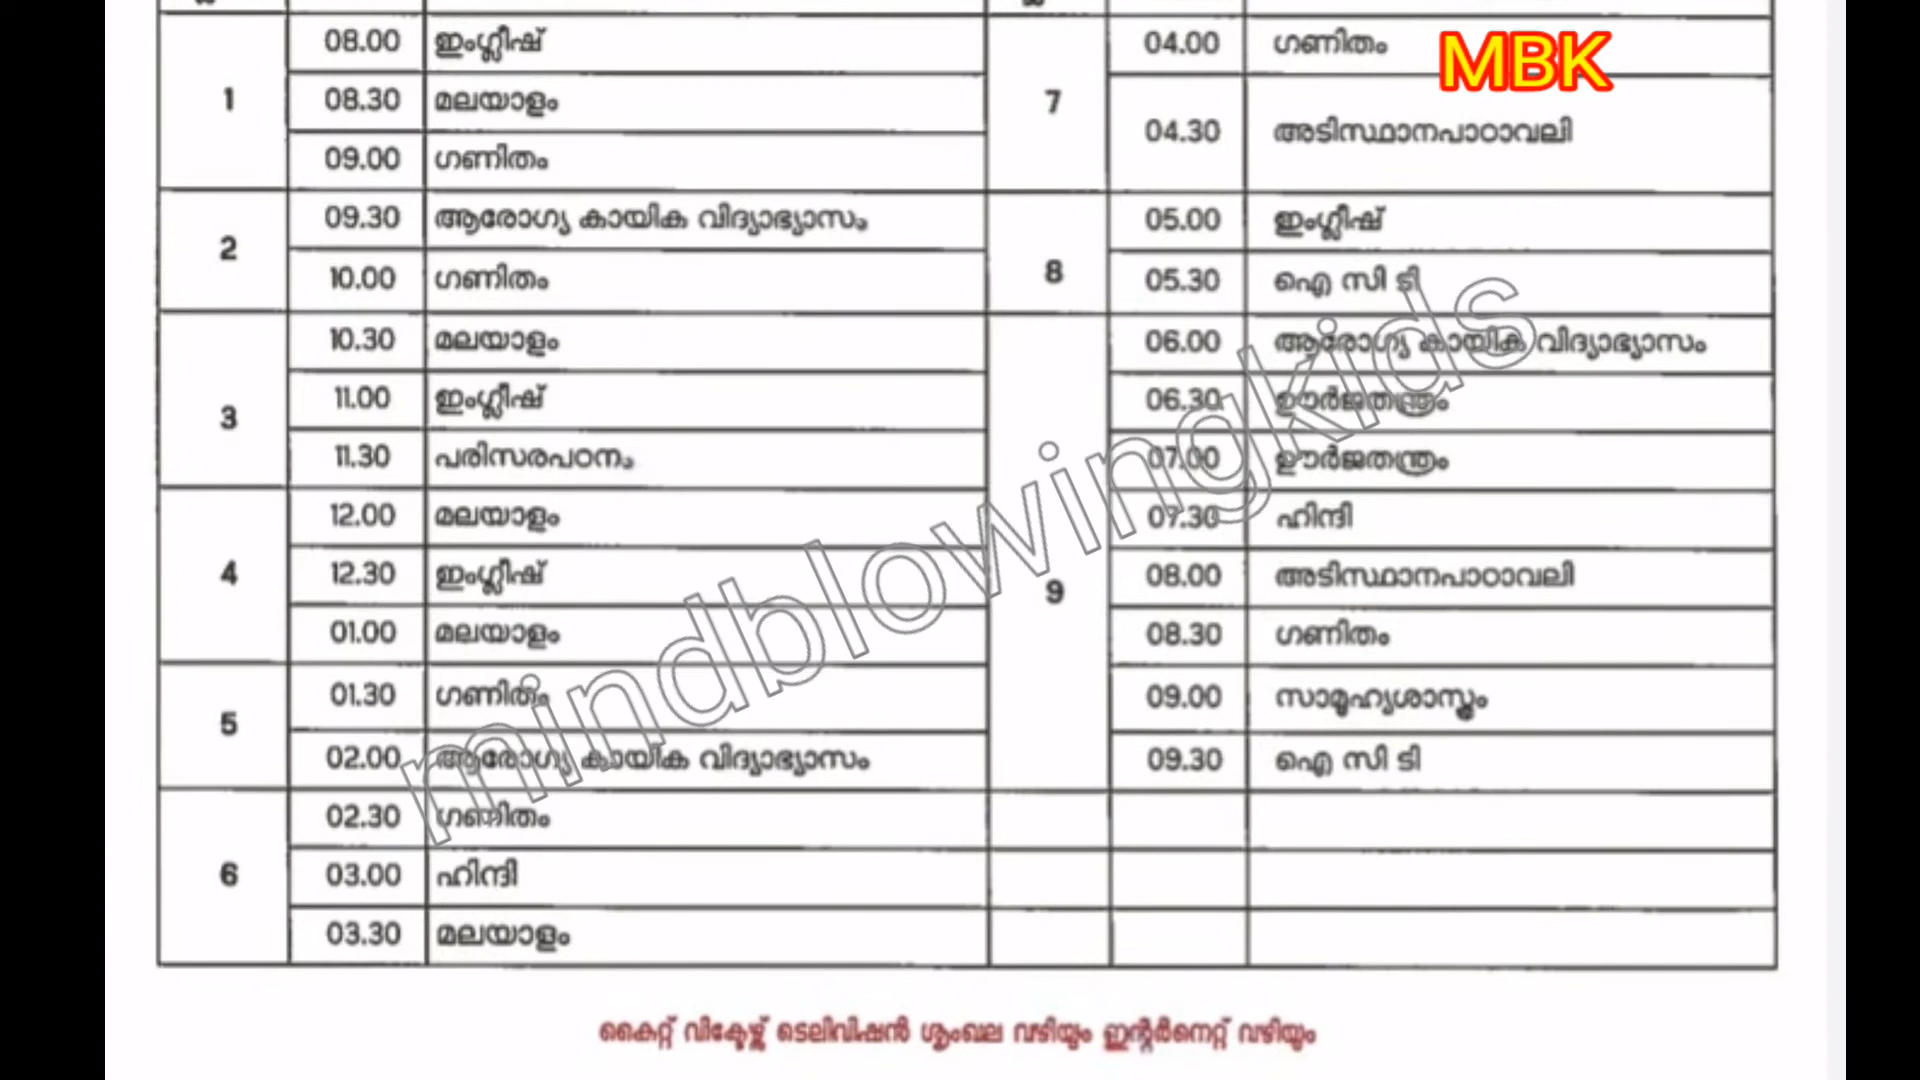 1
08.00 ഇംഗ്ലീഷ്
08.30 മലയാളം
09.00 ഗണിതം
2
09.30 ആരോഗ്യ കായിക വിദ്യാഭ്യാസം
10.00 ഗണിതം
3
10.30 മലയാളം
11.00 ഇംഗ്ലീഷ്
11.30 പരിസരപഠനം
4
12.00 മലയാളം
12.30 ഇംഗ്ലീഷ്
01.00 മലയാളം
5
01.30 ഗണിതം
02.00 ആരോഗ്യ കായിക വിദ്യാഭ്യാസം
6
02.30 ഗണിതം
03.00 ഹിന്ദി
03.30 മലയാളം
7
04.00 ഗണിതം
04.30 അടിസ്ഥാനപാഠാവലി
8
05.00 ഇംഗ്ലീഷ്
05.30 ഐ സി ടി
9
06.00 ആരോഗ്യ കായിക വിദ്യാഭ്യാസം
06.30 ഊർജതന്ത്രം
07.00 ഊർജതന്ത്രം
07.30 ഹിന്ദി
08.00 അടിസ്ഥാനപാഠാവലി
08.30 ഗണിതം
09.00 സാമൂഹ്യശാസ്ത്രം
09.30 ഐ സി ടി
MBK
mindblowingkids
കൈറ്റ് വിക്ടേഴ്സ് ടെലിവിഷൻ ശൃംഖല വഴിയും ഇന്റർനെറ്റ് വഴിയും